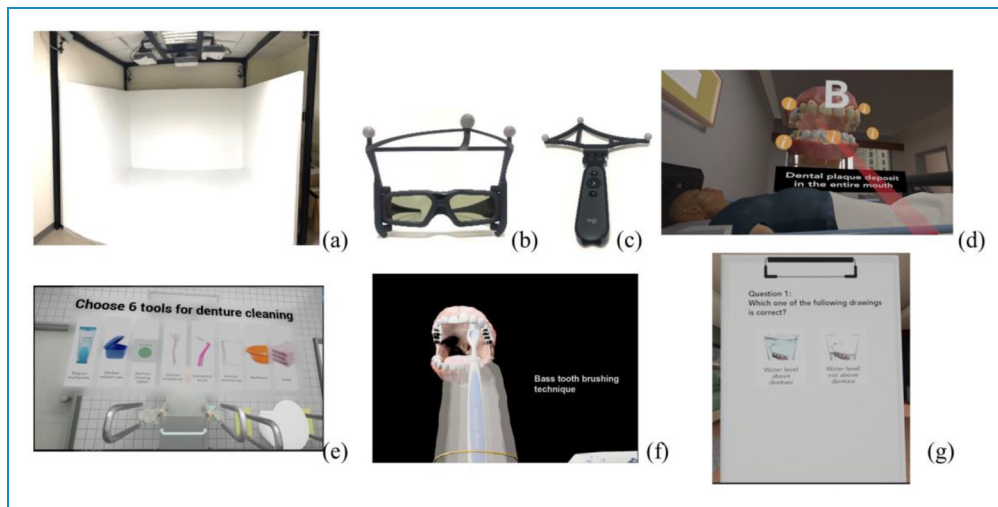 (a)
(b)
(c)
B
Dental plaque deposit
in the entire mouth
(d)
Choose 6 tools for denture cleaning
(e)
Bass tooth brushing
technique
(f)
Question 1:
Which one of the following drawings
is correct?
Water level
above
denture
Water level
not above
denture
(g)